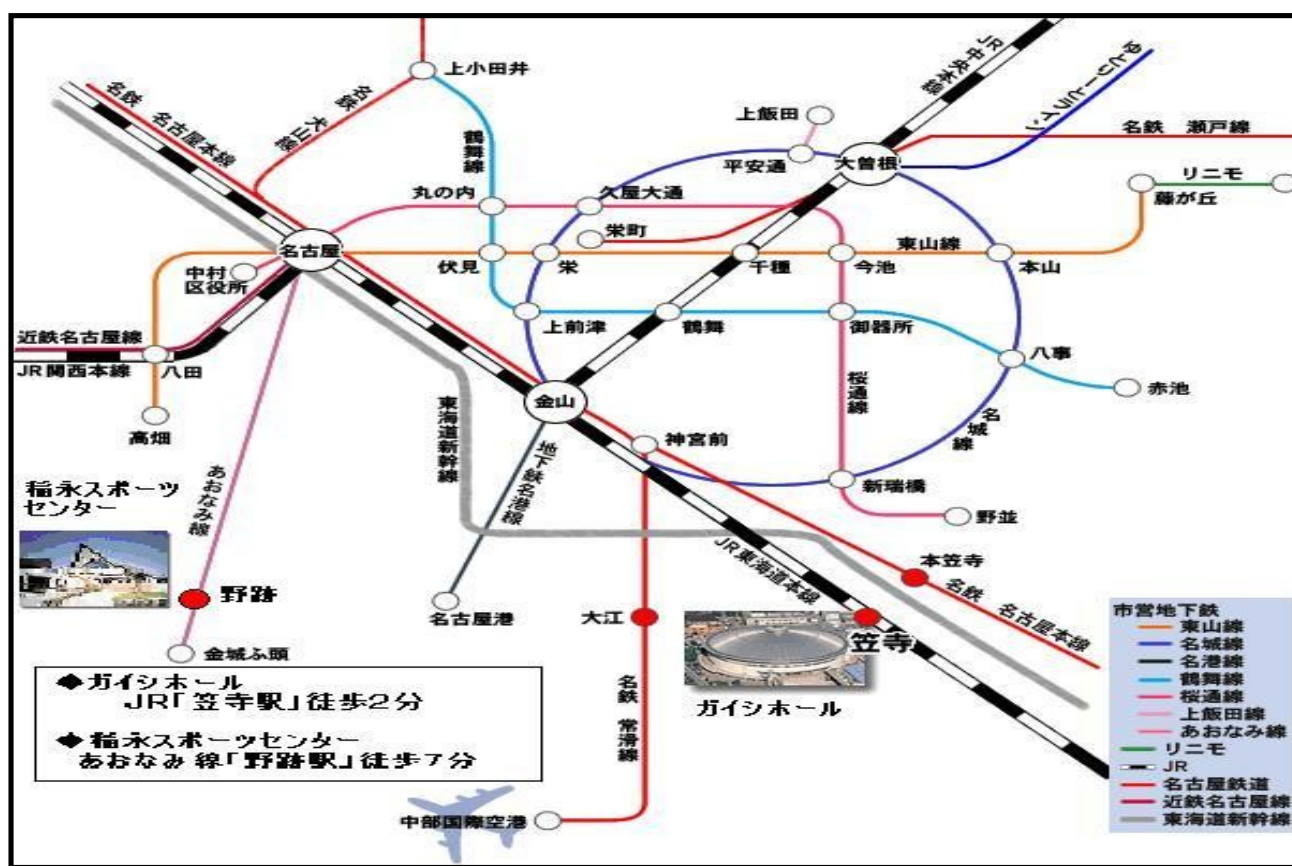 上小田井
名鉄 名古屋本線
名鉄 犬山線
鶴舞線
上飯田
平安通
大曽根
JR中央本線
ゆとりーとライン
名鉄 瀬戸線
リニモ
藤が丘
丸の内
久屋大通
栄町
名古屋
中村
区役所
伏見
栄
千種
今池
東山線
本山
近鉄名古屋線
JR関西本線
八田
上前津
鶴舞
御器所
八事
赤池
高畑
あおなみ線
東海道新幹線
金山
地下鉄名港線
神宮前
桜通線
名城線
新瑞橋
野並
稲永スポーツ
センター
野跡
金城ふ頭
名古屋港
大江
JR東海道本線
笠寺
本笠寺
名鉄 名古屋本線
ガイシホール
名鉄 常滑線
中部国際空港
◆ガイシホール
JR「笠寺駅」徒歩2分
◆稲永スポーツセンター
あおなみ線「野跡駅」徒歩7分
市営地下鉄
東山線
名城線
名港線
鶴舞線
桜通線
上飯田線
あおなみ線
リニモ
JR
名古屋鉄道
近鉄名古屋線
東海道新幹線